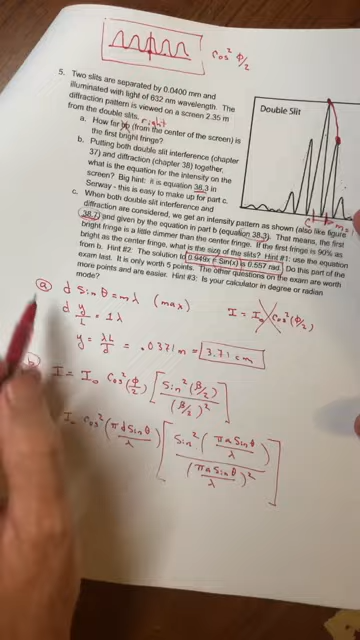 cos² φ/2
5. Two slits are separated by 0.0400 mm and
illuminated with light of 632 nm wavelength. The
diffraction pattern is viewed on a screen 2.35 m
from the double slits.
right
a. How far (from the center of the screen) is
the first bright fringe?
b. Putting both double slit interference (chapter
37) and diffraction (chapter 38) together,
what is the equation for the intensity on the
screen? Big hint: it is equation 38.3 in
Serway - this is easy to make up for part c.
c. When both double slit interference and
diffraction are considered, we get an intensity pattern as shown (also like figure
38.7) and given by the equation in part b (equation 38.3). That means, the first
bright fringe is a little dimmer than the center fringe. If the first fringe is 90% as
bright as the center fringe, what is the size of the slits? Hint #1: use the equation
from b. Hint #2: The solution to 0.949x = Sin(x) is 0.557 rad. Do this part of the
exam last. It is only worth 5 points. The other questions on the exam are worth
more points and are easier. Hint #3: Is your calculator in degree or radian
mode?
Double Slit
m=1
a d Sin θ = mλ (max)
I = I₀ cos²(φ/2)
d y/L = 1λ
y = λL/d = .0371m = 3.71 cm
b
I = I₀ cos²(φ/2) [Sin²(β/2)/(β/2)²]
I₀ cos²(πd Sin θ/λ) [Sin²(πa Sin θ/λ)/(πa Sin θ/λ)²]